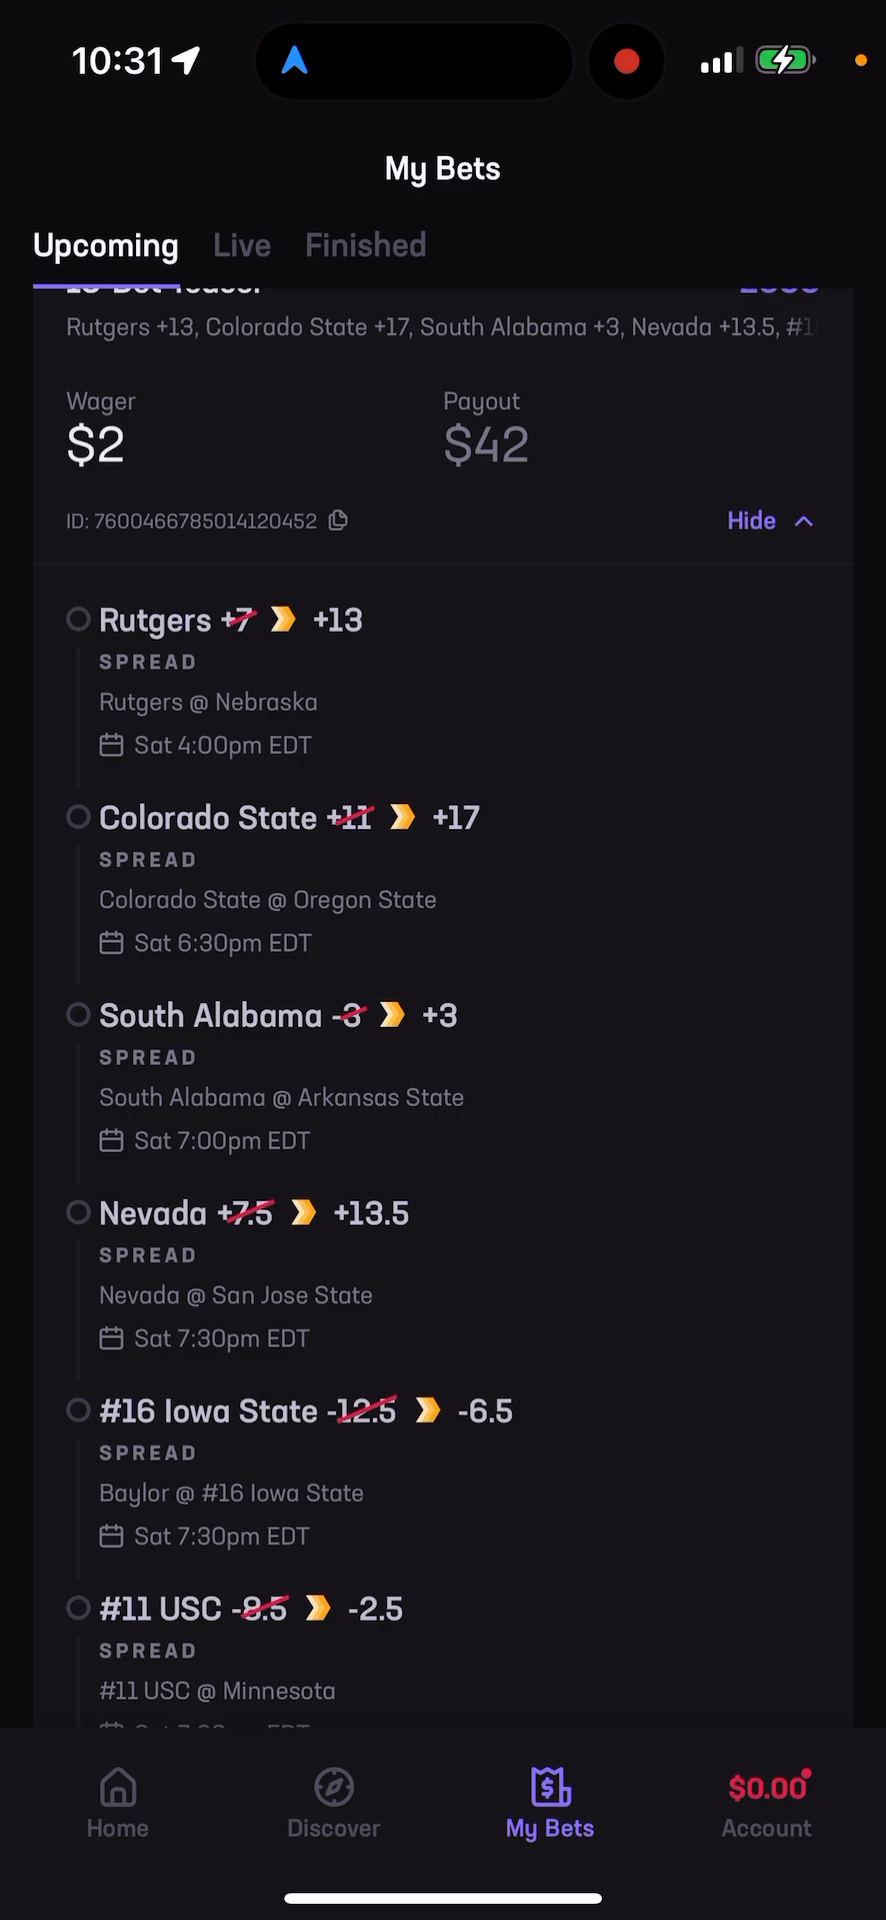 10:31
My Bets
Upcoming Live Finished
Rutgers +13, Colorado State +17, South Alabama +3, Nevada +13.5, #1
Wager Payout
$2 $42
ID: 7600466785014120452 Hide
Rutgers +7 +13
SPREAD
Rutgers @ Nebraska
Sat 4:00pm EDT
Colorado State +11 +17
SPREAD
Colorado State @ Oregon State
Sat 6:30pm EDT
South Alabama -3 +3
SPREAD
South Alabama @ Arkansas State
Sat 7:00pm EDT
Nevada +7.5 +13.5
SPREAD
Nevada @ San Jose State
Sat 7:30pm EDT
#16 Iowa State -12.5 -6.5
SPREAD
Baylor @ #16 Iowa State
Sat 7:30pm EDT
#11 USC -8.5 -2.5
SPREAD
#11 USC @ Minnesota
$0.00
Home Discover My Bets Account